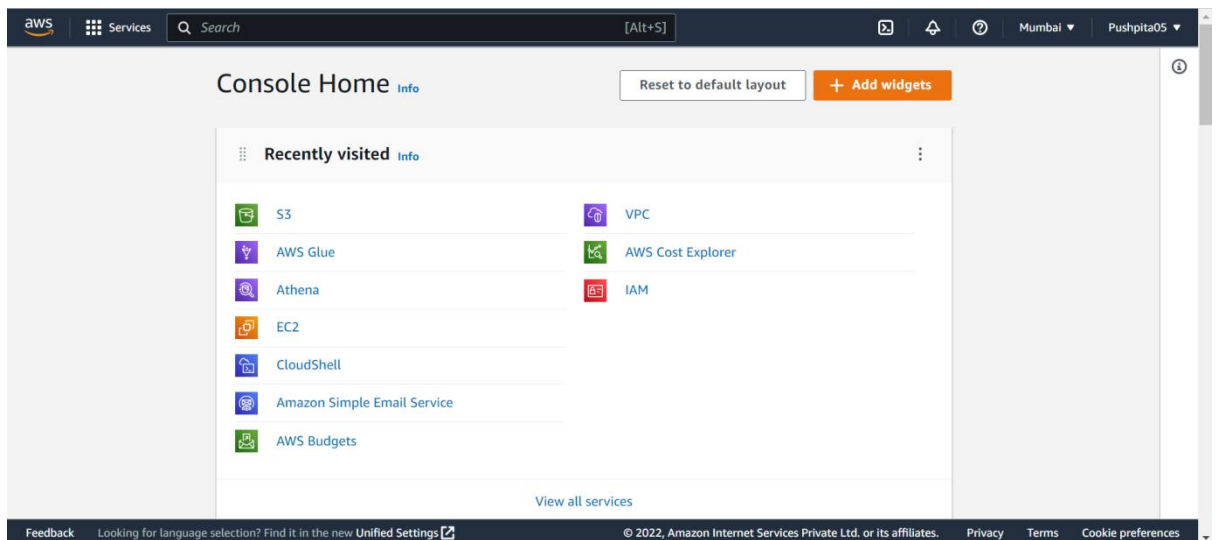 aws Services Search [Alt+S] Mumbai ▼ Pushpita05 ▼
Console Home Info Reset to default layout + Add widgets
Recently visited Info
S3
AWS Glue
Athena
EC2
CloudShell
Amazon Simple Email Service
AWS Budgets
VPC
AWS Cost Explorer
IAM
View all services
Feedback Looking for language selection? Find it in the new Unified Settings © 2022, Amazon Internet Services Private Ltd. or its affiliates. Privacy Terms Cookie preferences